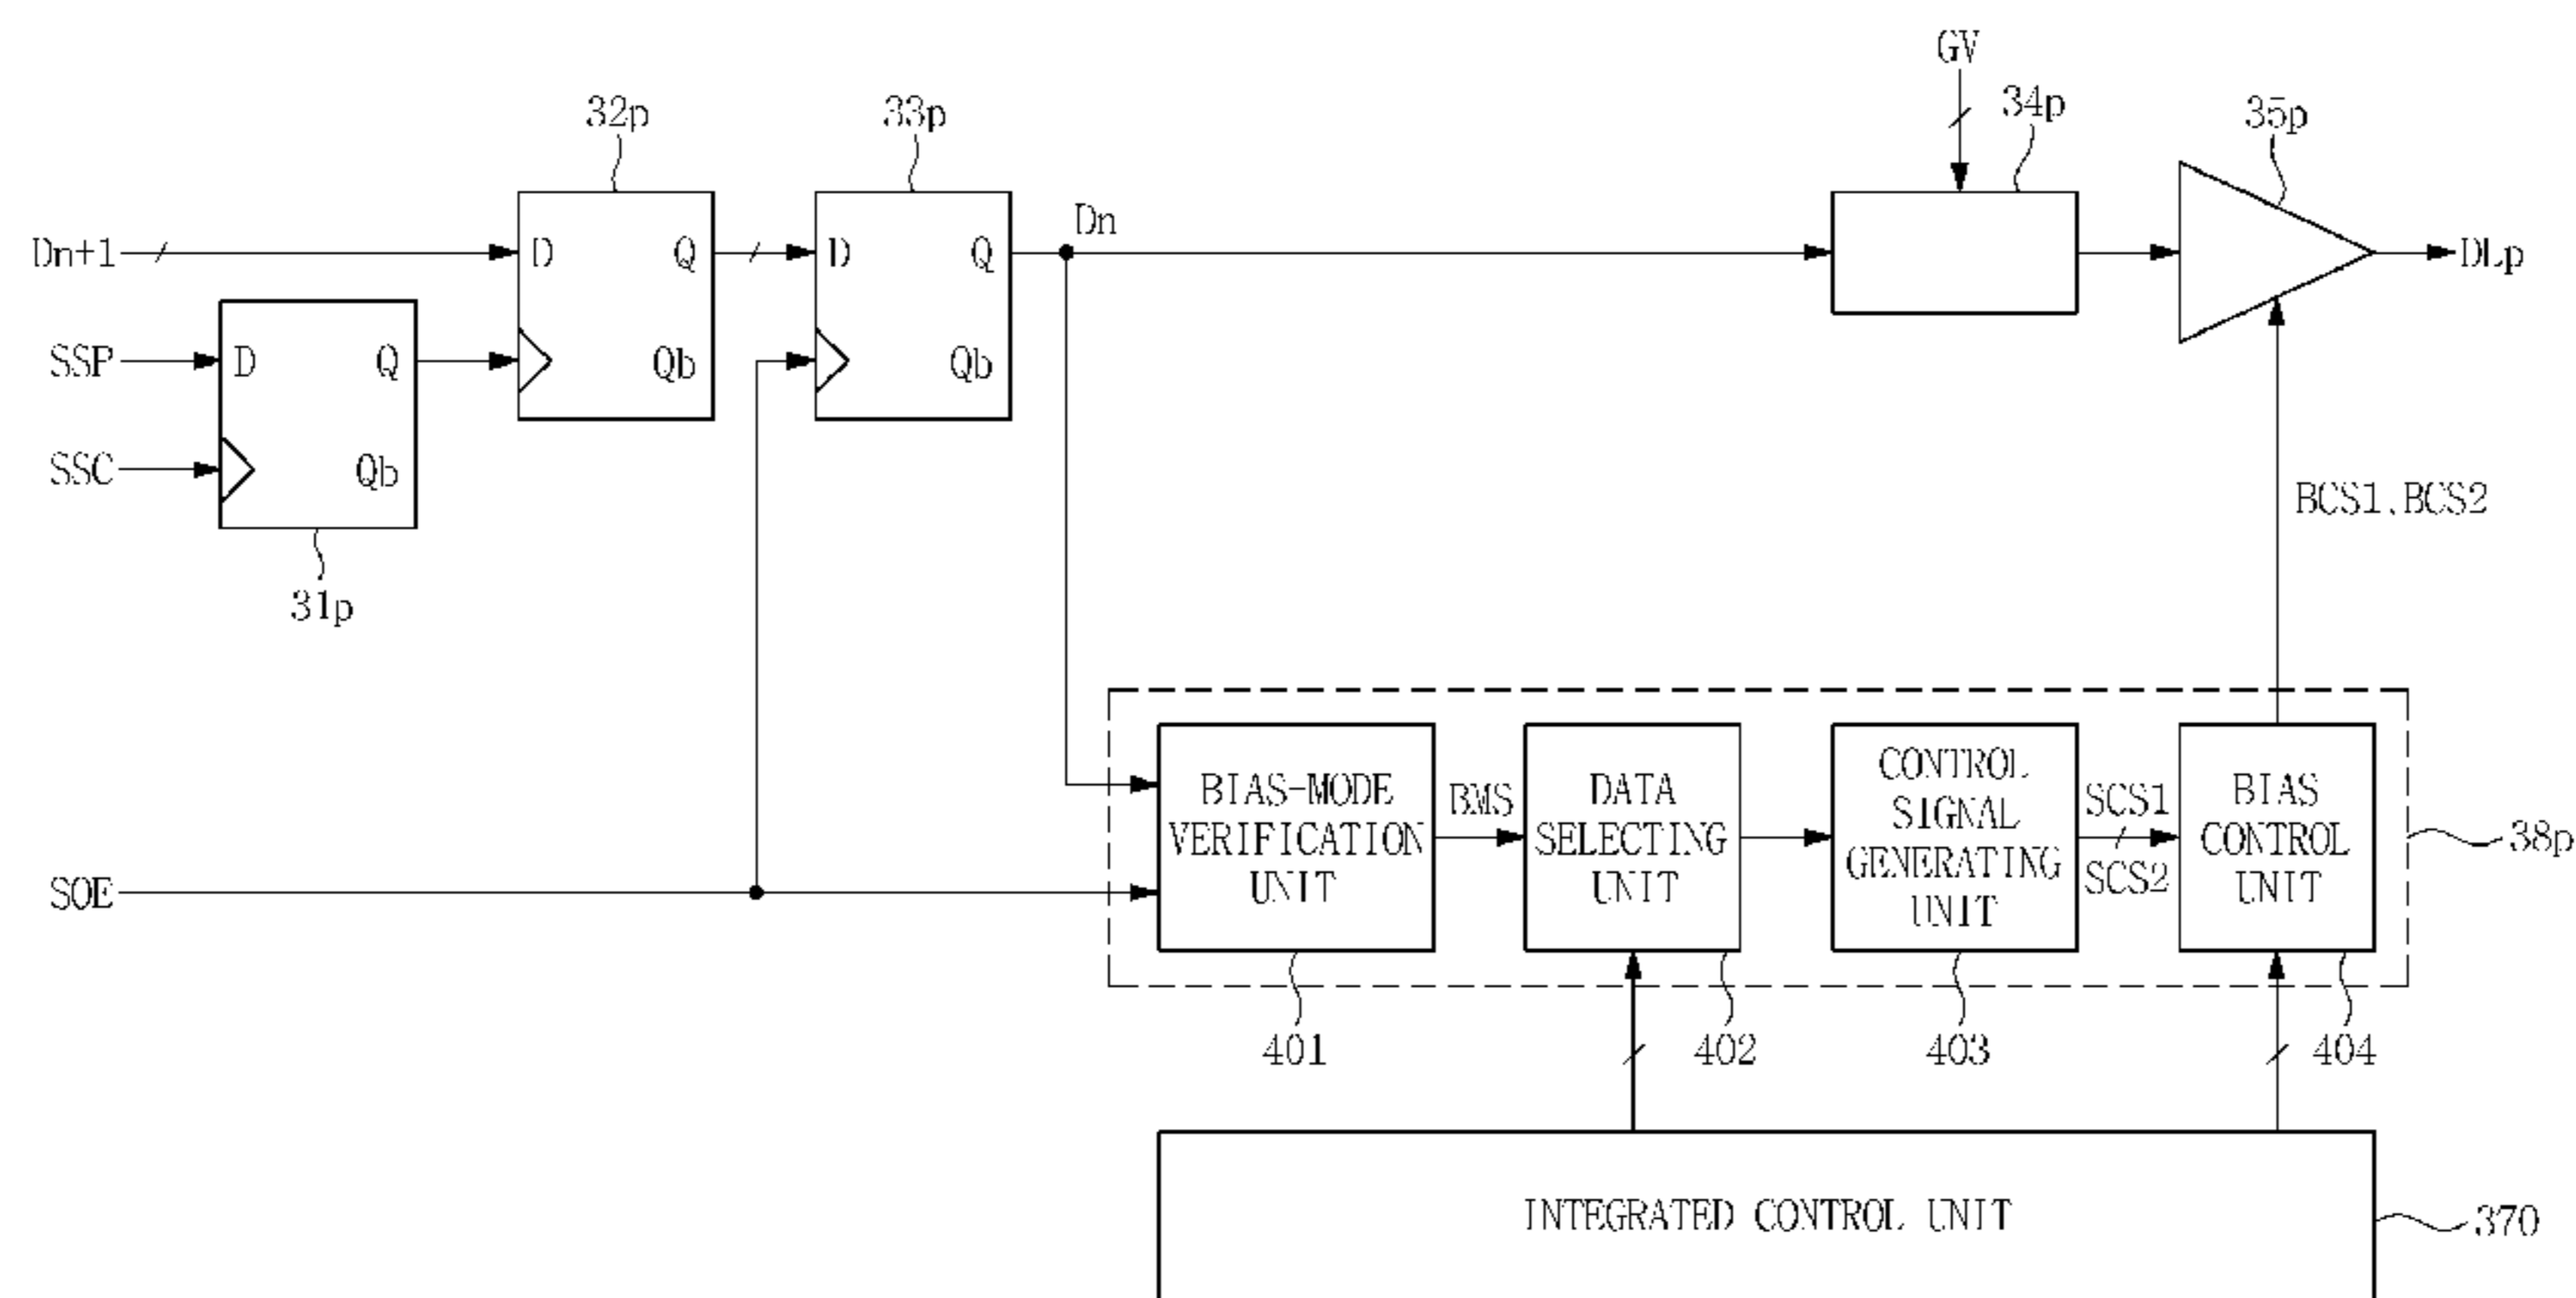 GV
32p
33p
34p
35p
Dn+1
D
Q
D
Q
Dn
DLp
SSP
D
Q
Qb
Qb
SSC
Qb
BCS1,BCS2
31p
BIAS-MODE
VERIFICATION
UNIT
BMS
DATA
SELECTING
UNIT
CONTROL
SIGNAL
GENERATING
UNIT
SCS1
SCS2
BIAS
CONTROL
UNIT
38p
SOE
401
402
403
404
INTEGRATED CONTROL UNIT
370